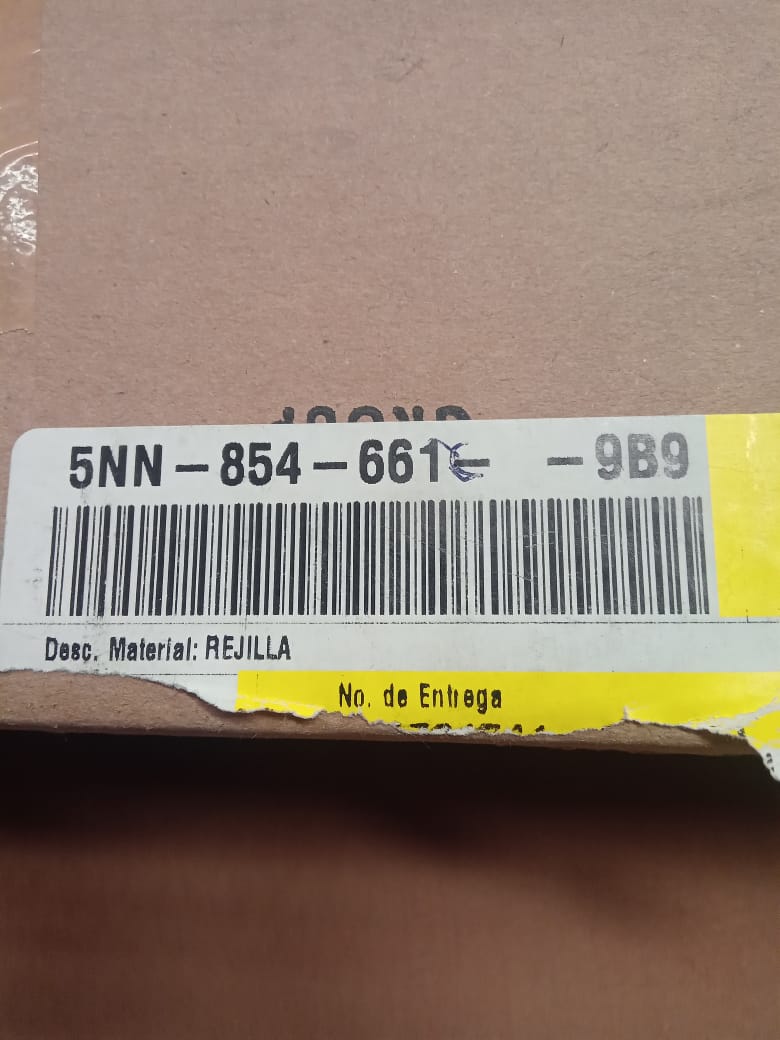 5NN-854-661- -9B9
Desc. Material: REJILLA
No. de Entrega